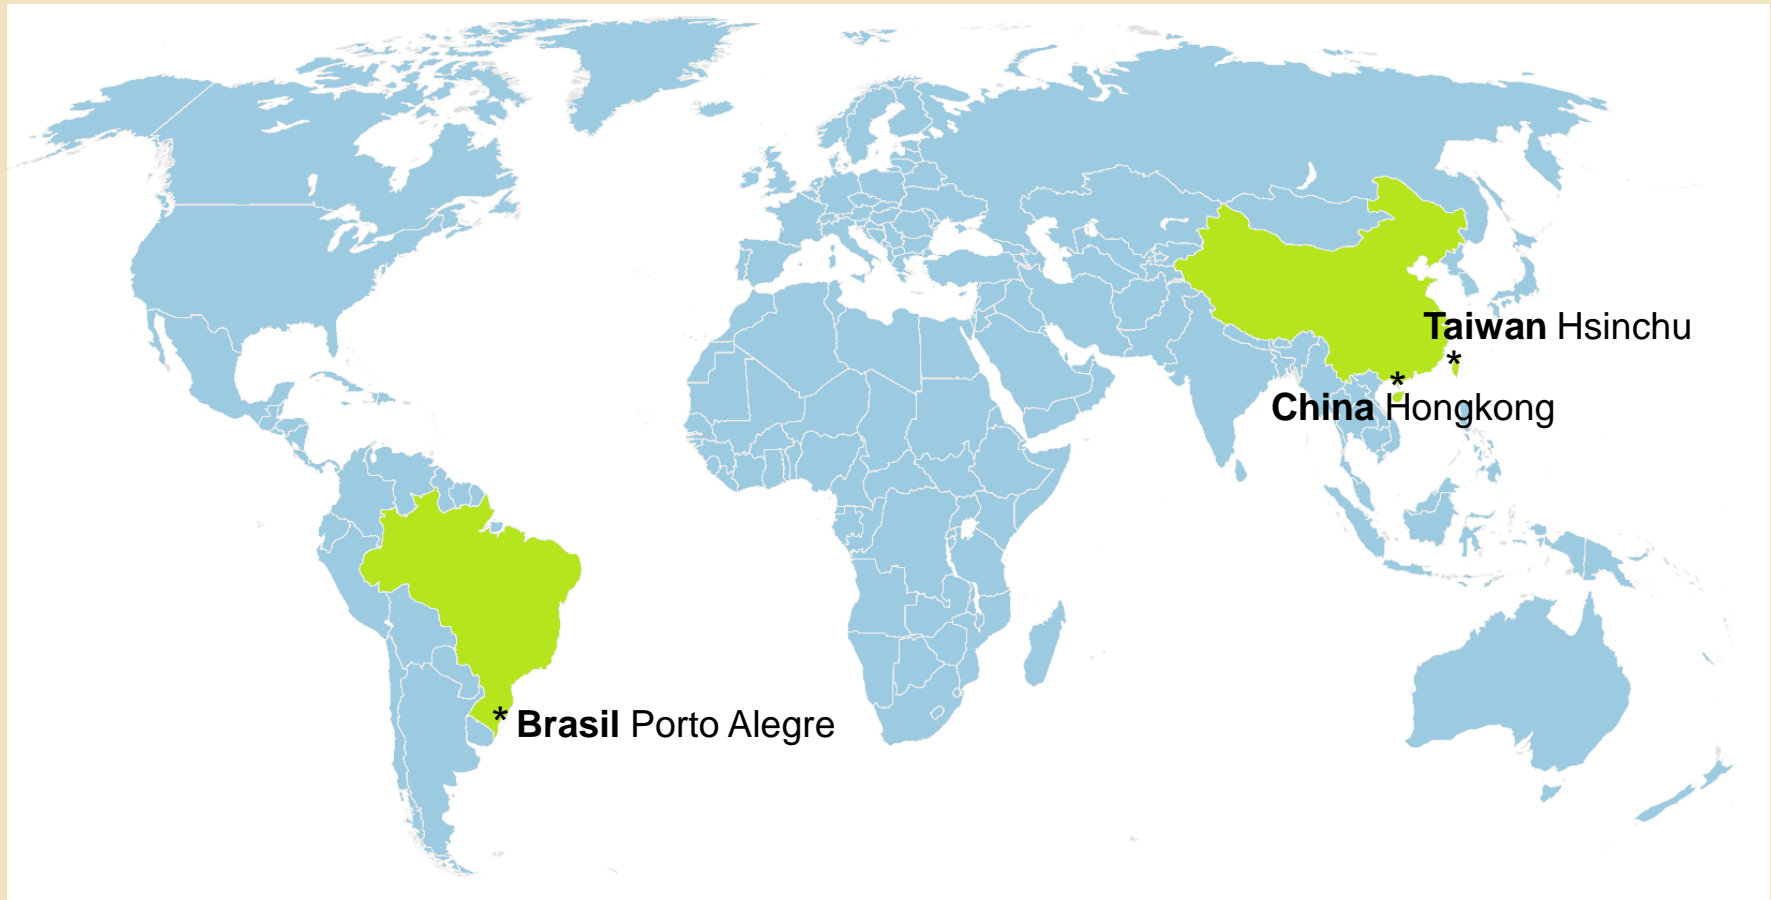 Taiwan Hsinchu
*
*
China Hongkong
* Brasil Porto Alegre